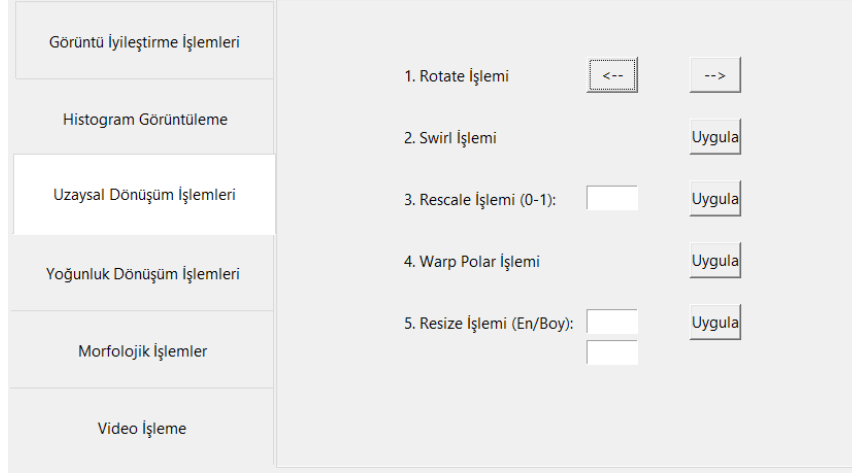 Görüntü İyileştirme İşlemleri
Histogram Görüntüleme
Uzaysal Dönüşüm İşlemleri
Yoğunluk Dönüşüm İşlemleri
Morfolojik İşlemler
Video İşleme
1. Rotate İşlemi <-- -->
2. Swirl İşlemi Uygula
3. Rescale İşlemi (0-1): Uygula
4. Warp Polar İşlemi Uygula
5. Resize İşlemi (En/Boy): Uygula